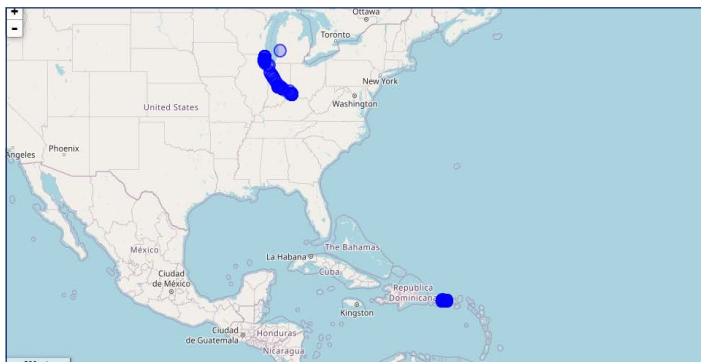 +
Ottawa
-
Toronto
New York
United States
Washington
Phoenix
Ángeles
The Bahamas
La Habana
México
Cuba
Ciudad
de México
República
Dominicana
Kingston
Ciudad
de Guatemala
Honduras
Nicaragua